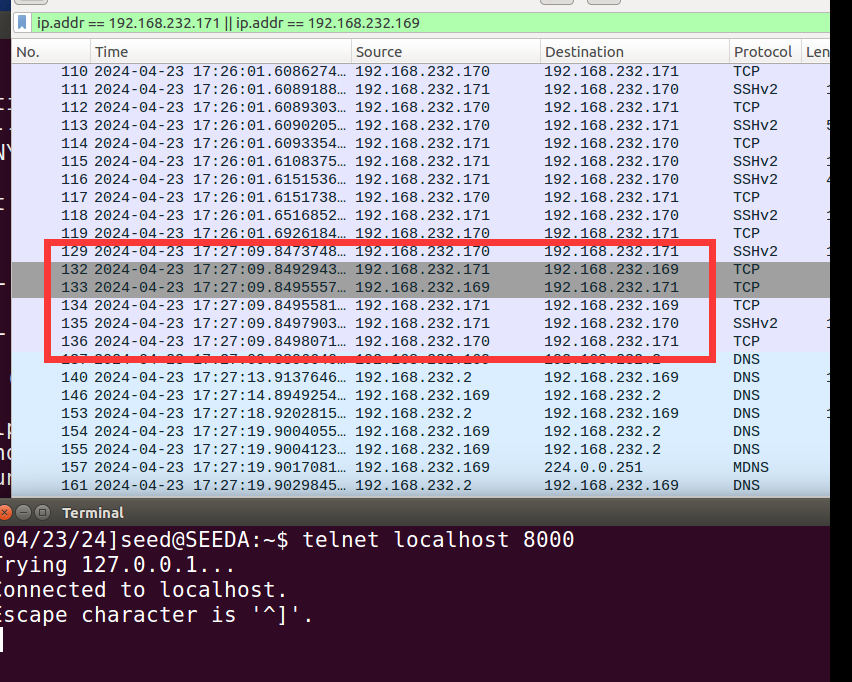 ip.addr == 192.168.232.171 || ip.addr == 192.168.232.169
No. Time Source Destination Protocol Len
110 2024-04-23 17:26:01.6086274… 192.168.232.170 192.168.232.171 TCP
111 2024-04-23 17:26:01.6089188… 192.168.232.171 192.168.232.170 SSHv2
112 2024-04-23 17:26:01.6089303… 192.168.232.170 192.168.232.171 TCP
113 2024-04-23 17:26:01.6090205… 192.168.232.170 192.168.232.171 SSHv2
114 2024-04-23 17:26:01.6093354… 192.168.232.171 192.168.232.170 TCP
115 2024-04-23 17:26:01.6108375… 192.168.232.171 192.168.232.170 SSHv2
116 2024-04-23 17:26:01.6151536… 192.168.232.171 192.168.232.170 SSHv2
117 2024-04-23 17:26:01.6151738… 192.168.232.170 192.168.232.171 TCP
118 2024-04-23 17:26:01.6516852… 192.168.232.171 192.168.232.170 SSHv2
119 2024-04-23 17:26:01.6926184… 192.168.232.170 192.168.232.171 TCP
129 2024-04-23 17:27:09.8473748… 192.168.232.170 192.168.232.171 SSHv2
132 2024-04-23 17:27:09.8492943… 192.168.232.171 192.168.232.169 TCP
133 2024-04-23 17:27:09.8495557… 192.168.232.169 192.168.232.171 TCP
134 2024-04-23 17:27:09.8495581… 192.168.232.171 192.168.232.169 TCP
135 2024-04-23 17:27:09.8497903… 192.168.232.171 192.168.232.170 SSHv2
136 2024-04-23 17:27:09.8498071… 192.168.232.170 192.168.232.171 TCP
DNS
140 2024-04-23 17:27:13.9137646… 192.168.232.2 192.168.232.169 DNS
146 2024-04-23 17:27:14.8949254… 192.168.232.169 192.168.232.2 DNS
153 2024-04-23 17:27:18.9202815… 192.168.232.2 192.168.232.169 DNS
154 2024-04-23 17:27:19.9004055… 192.168.232.169 192.168.232.2 DNS
155 2024-04-23 17:27:19.9004123… 192.168.232.169 192.168.232.2 DNS
157 2024-04-23 17:27:19.9017081… 192.168.232.169 224.0.0.251 MDNS
161 2024-04-23 17:27:19.9029845… 192.168.232.2 192.168.232.169 DNS
Terminal
04/23/24]seed@SEEDA:~$ telnet localhost 8000
Trying 127.0.0.1...
Connected to localhost.
Escape character is '^]'.